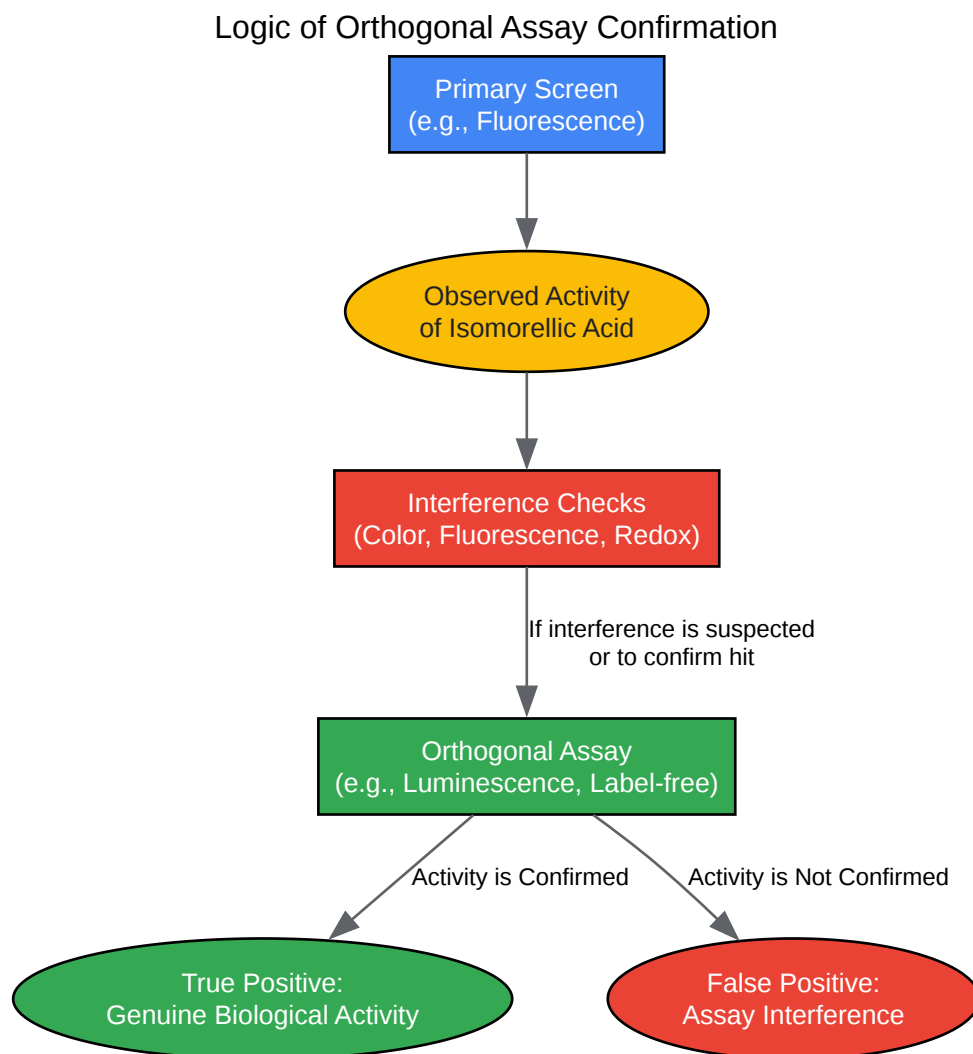 Logic of Orthogonal Assay Confirmation
Primary Screen
(e.g., Fluorescence)
Observed Activity
of Isomorellic Acid
Interference Checks
(Color, Fluorescence, Redox)
If interference is suspected
or to confirm hit
Orthogonal Assay
(e.g., Luminescence, Label-free)
Activity is Confirmed
Activity is Not Confirmed
True Positive:
Genuine Biological Activity
False Positive:
Assay Interference